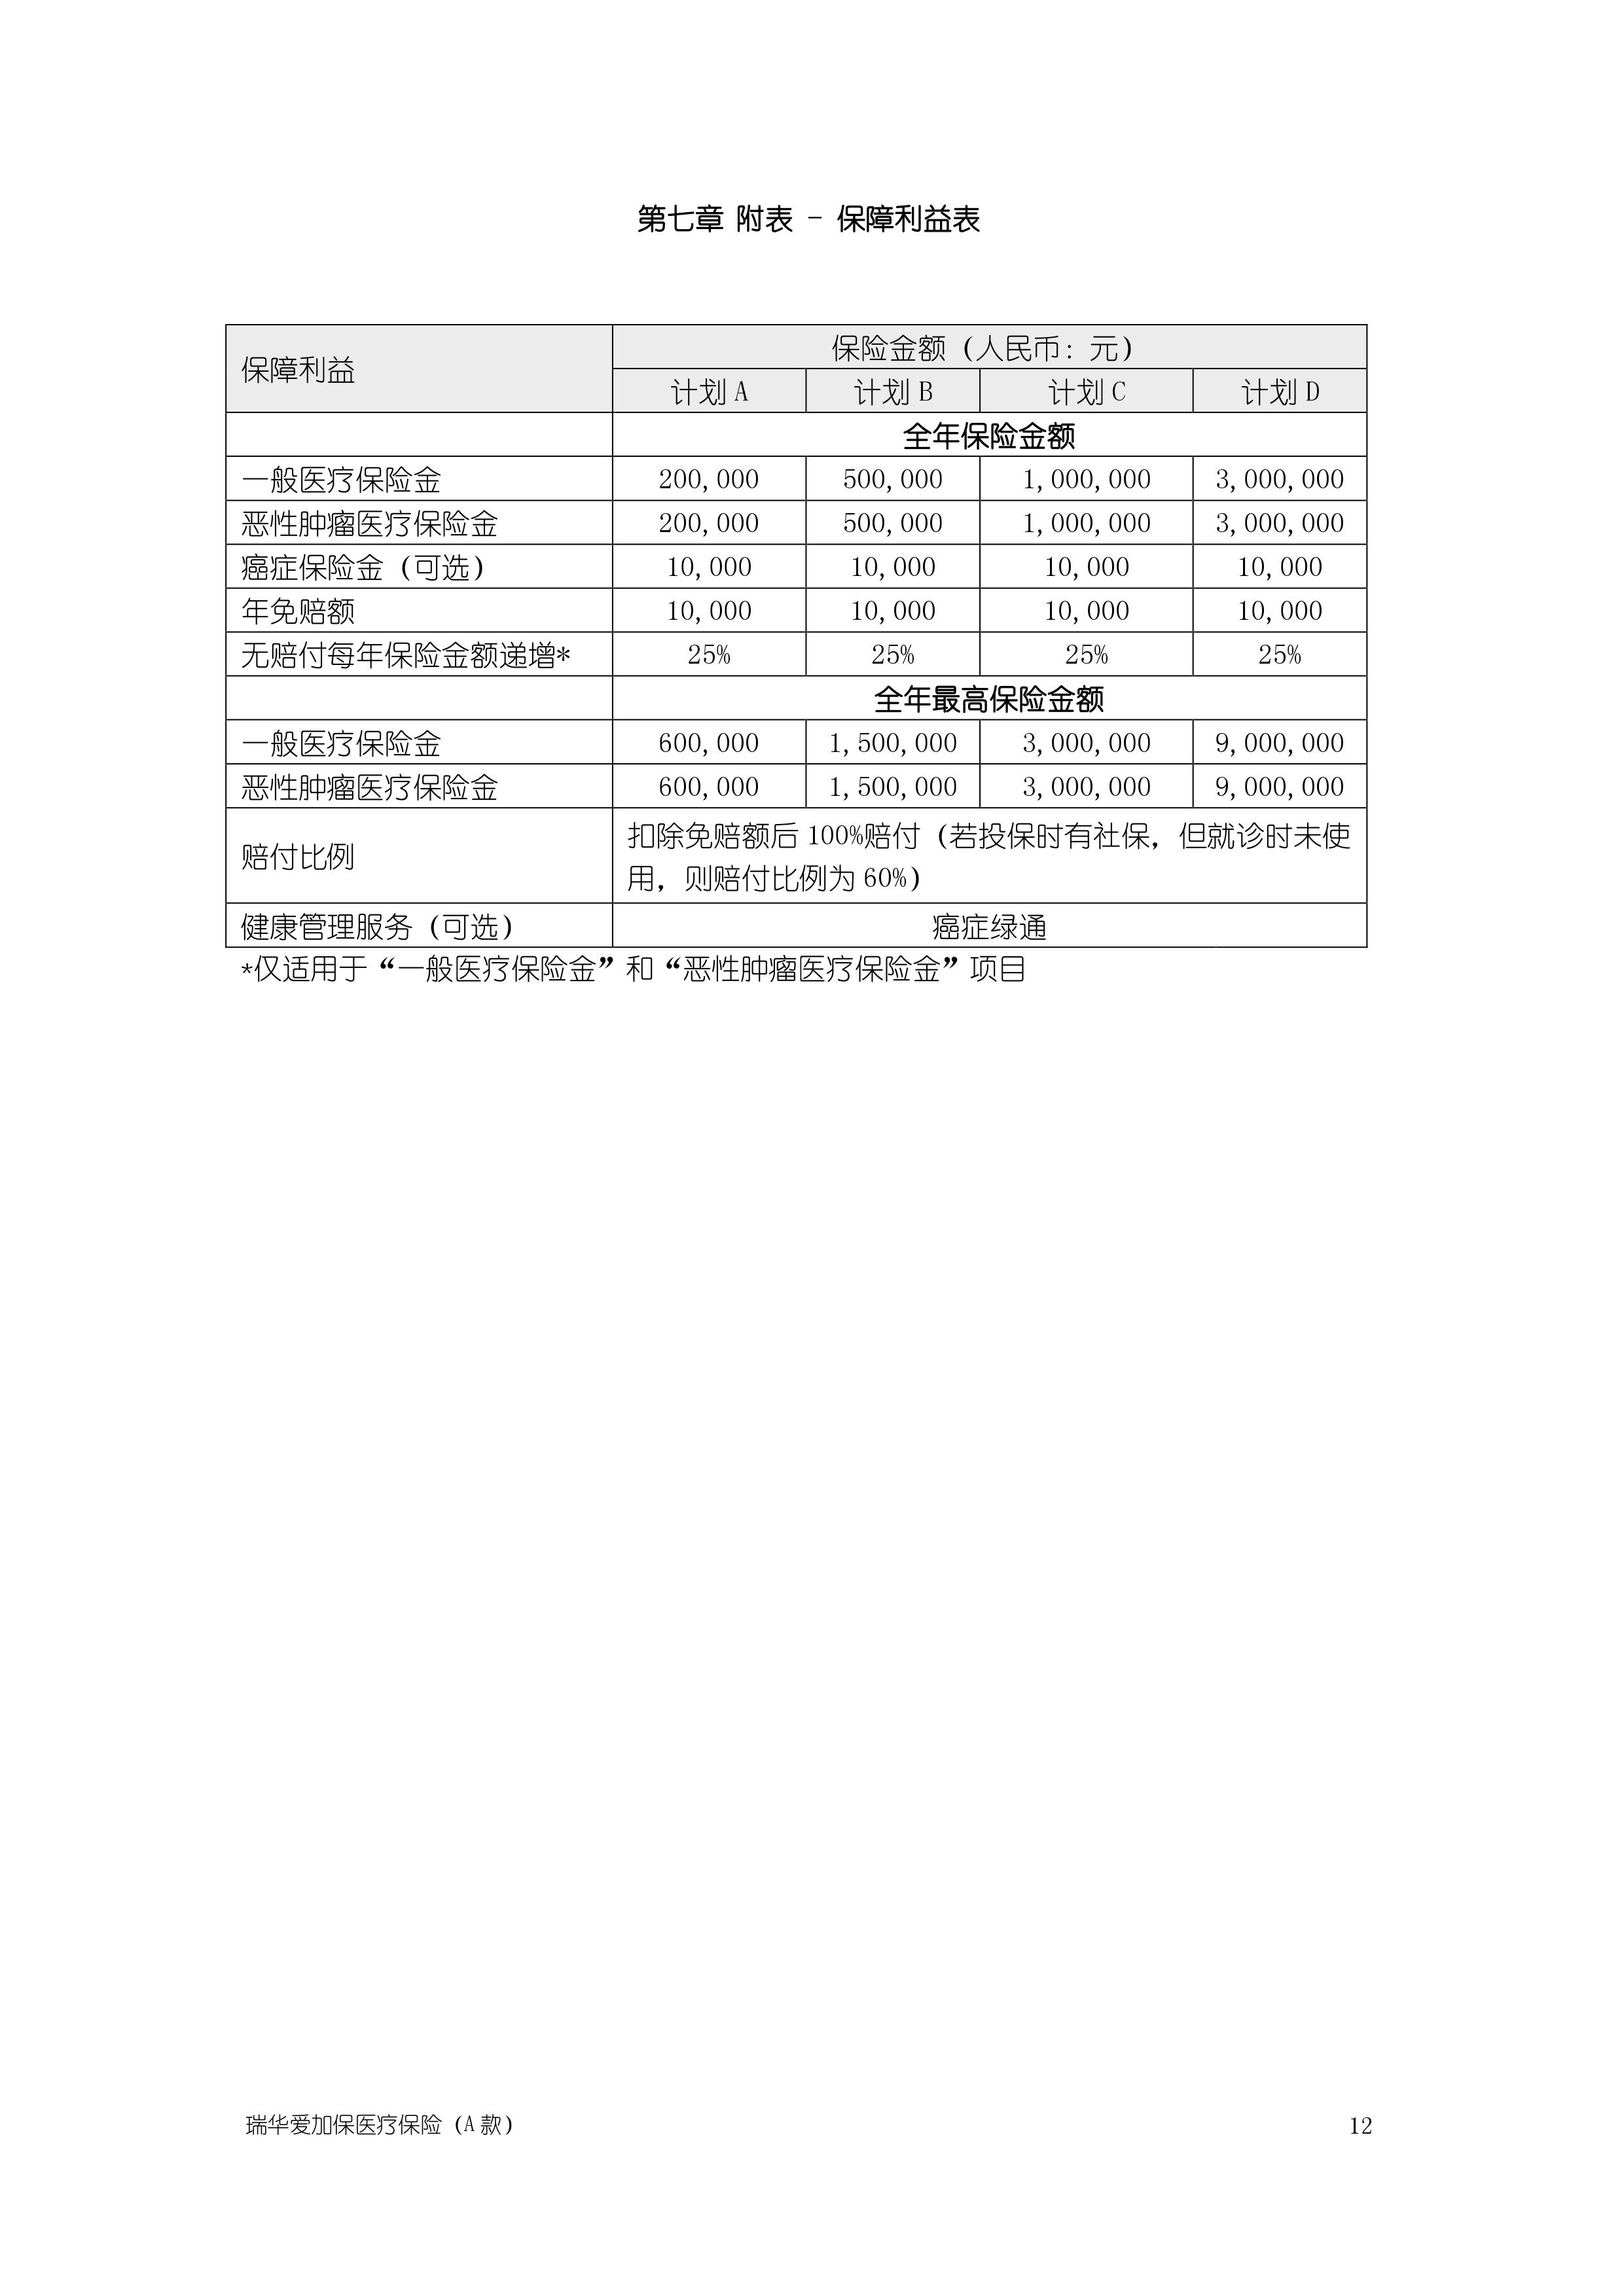 第七章 附表 - 保障利益表
保障利益
保险金额（人民币：元）
计划 A 计划 B 计划 C 计划 D
全年保险金额
一般医疗保险金 200,000 500,000 1,000,000 3,000,000
恶性肿瘤医疗保险金 200,000 500,000 1,000,000 3,000,000
癌症保险金（可选） 10,000 10,000 10,000 10,000
年免赔额 10,000 10,000 10,000 10,000
无赔付每年保险金额递增* 25% 25% 25% 25%
全年最高保险金额
一般医疗保险金 600,000 1,500,000 3,000,000 9,000,000
恶性肿瘤医疗保险金 600,000 1,500,000 3,000,000 9,000,000
赔付比例
扣除免赔额后 100%赔付（若投保时有社保，但就诊时未使
用，则赔付比例为 60%）
健康管理服务（可选） 癌症绿通
*仅适用于“一般医疗保险金”和“恶性肿瘤医疗保险金”项目
瑞华爱加保医疗保险（A 款） 12